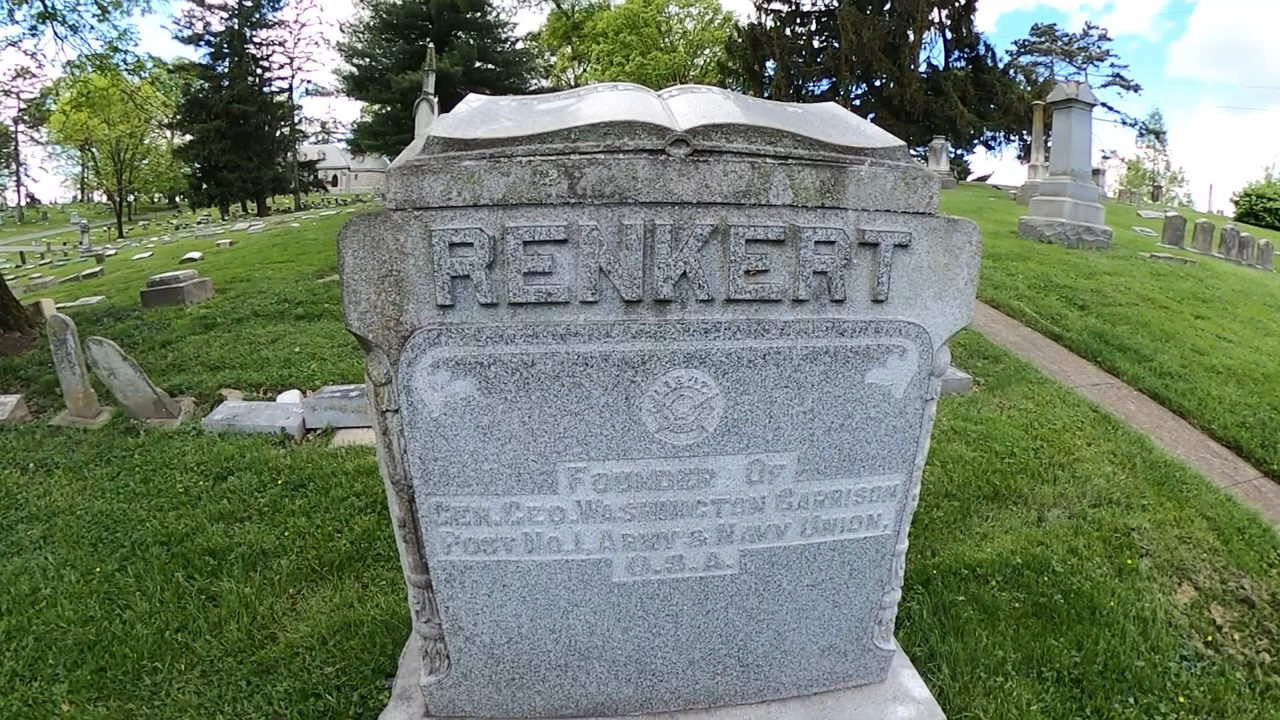 RENKERT
FOUNDER OF
GEN. GEO. WASHINGTON GARRISON
POST NO. 1. ARMY & NAVY UNION,
U.S.A.